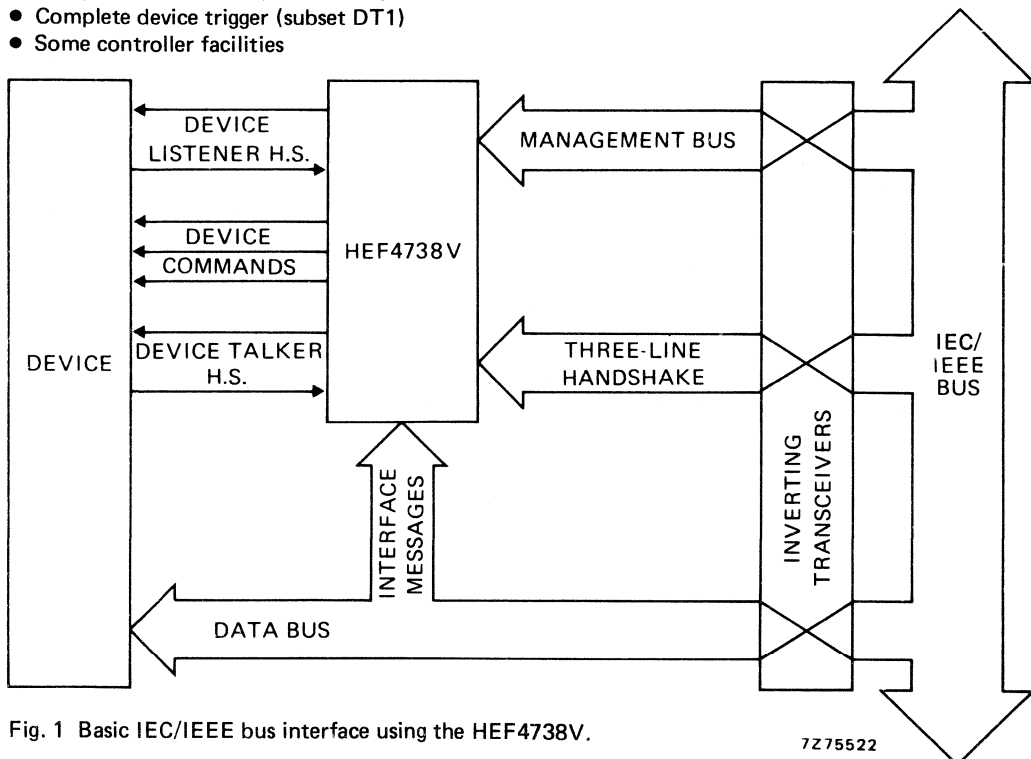 ● Complete device trigger (subset DT1)
● Some controller facilities
DEVICE
LISTENER H.S.
DEVICE
COMMANDS
DEVICE TALKER
H.S.
DEVICE
HEF4738V
MANAGEMENT BUS
THREE-LINE
HANDSHAKE
INTERFACE
MESSAGES
DATA BUS
INVERTING
TRANSCEIVERS
IEC/
IEEE
BUS
Fig. 1 Basic IEC/IEEE bus interface using the HEF4738V.
7Z75522